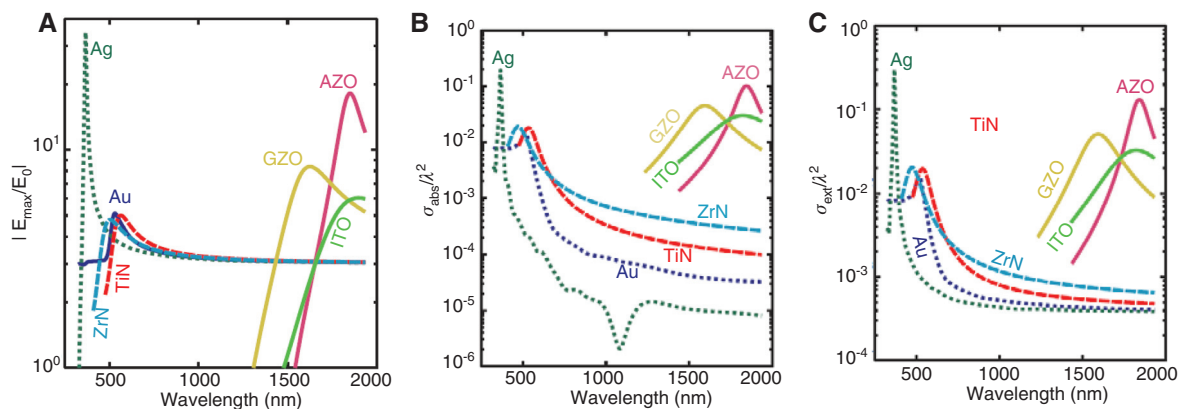 A
| E_max/E_0|
10^1
10^0
Ag
Au
ZrN
TiN
GZO
ITO
AZO
500
1000
1500
2000
Wavelength (nm)
B
σ_abs/λ^2
10^0
10^-1
10^-2
10^-3
10^-4
10^-5
10^-6
Ag
GZO
ITO
AZO
ZrN
TiN
Au
500
1000
1500
2000
Wavelength (nm)
C
σ_ext/λ^2
10^0
10^-1
10^-2
10^-3
10^-4
Ag
TiN
AZO
GZO
ITO
Au
ZrN
500
1000
1500
2000
Wavelength (nm)